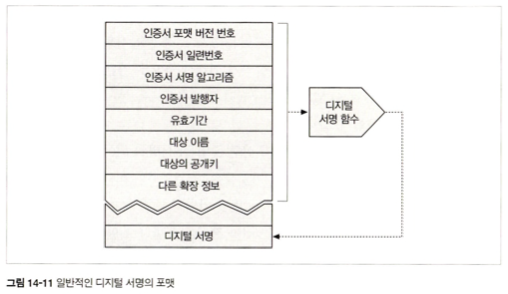 인증서 포맷 버전 번호
인증서 일련번호
인증서 서명 알고리즘
인증서 발행자
유효기간
대상 이름
대상의 공개키
다른 확장 정보
디지털 서명
디지털
서명 함수
그림 14-11 일반적인 디지털 서명의 포맷